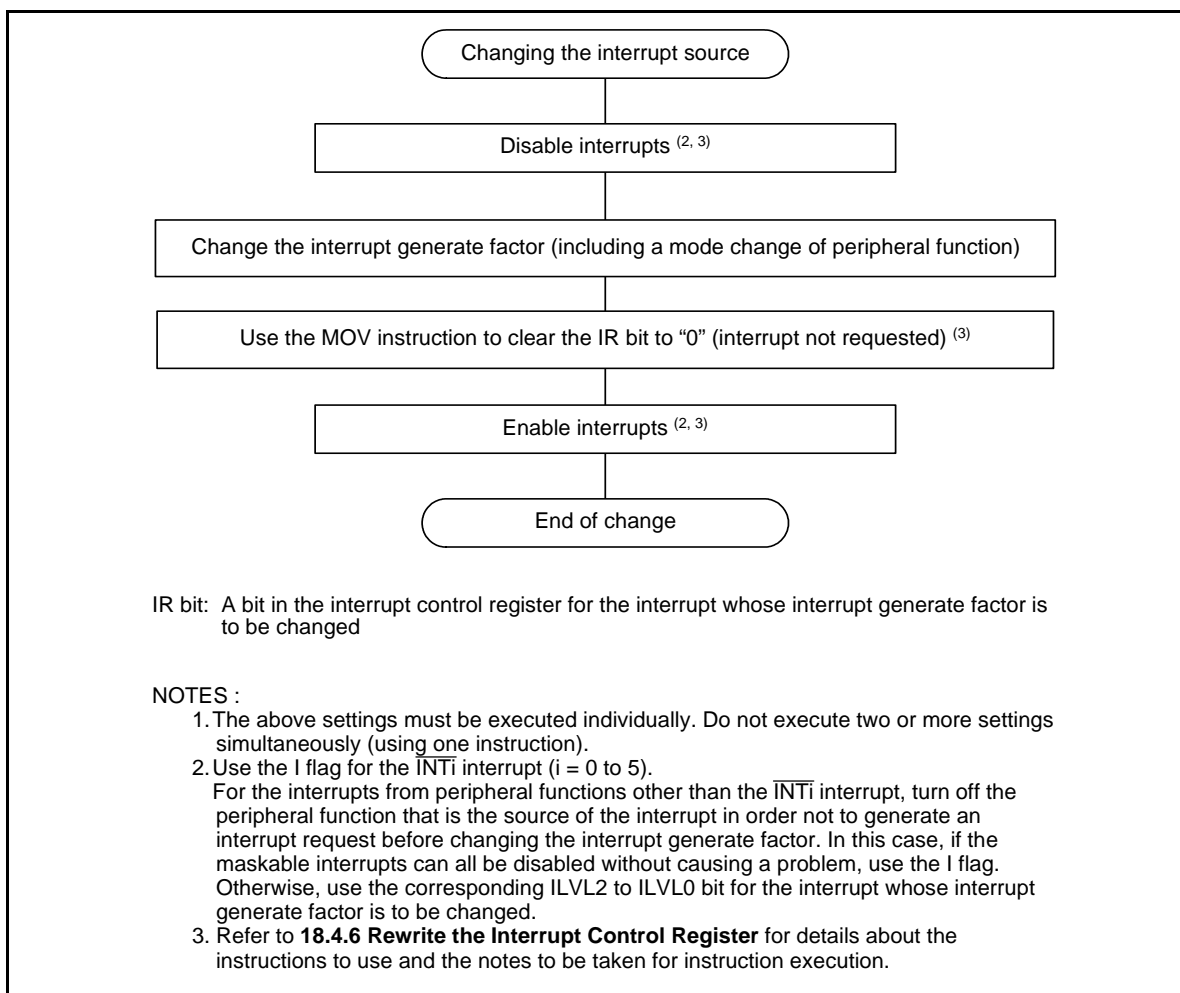 Changing the interrupt source
Disable interrupts (2, 3)
Change the interrupt generate factor (including a mode change of peripheral function)
Use the MOV instruction to clear the IR bit to “0” (interrupt not requested) (3)
Enable interrupts (2, 3)
End of change
IR bit: A bit in the interrupt control register for the interrupt whose interrupt generate factor is
to be changed
NOTES :
1. The above settings must be executed individually. Do not execute two or more settings
simultaneously (using one instruction).
2. Use the I flag for the INTi interrupt (i = 0 to 5).
For the interrupts from peripheral functions other than the INTi interrupt, turn off the
peripheral function that is the source of the interrupt in order not to generate an
interrupt request before changing the interrupt generate factor. In this case, if the
maskable interrupts can all be disabled without causing a problem, use the I flag.
Otherwise, use the corresponding ILVL2 to ILVL0 bit for the interrupt whose interrupt
generate factor is to be changed.
3. Refer to 18.4.6 Rewrite the Interrupt Control Register for details about the
instructions to use and the notes to be taken for instruction execution.